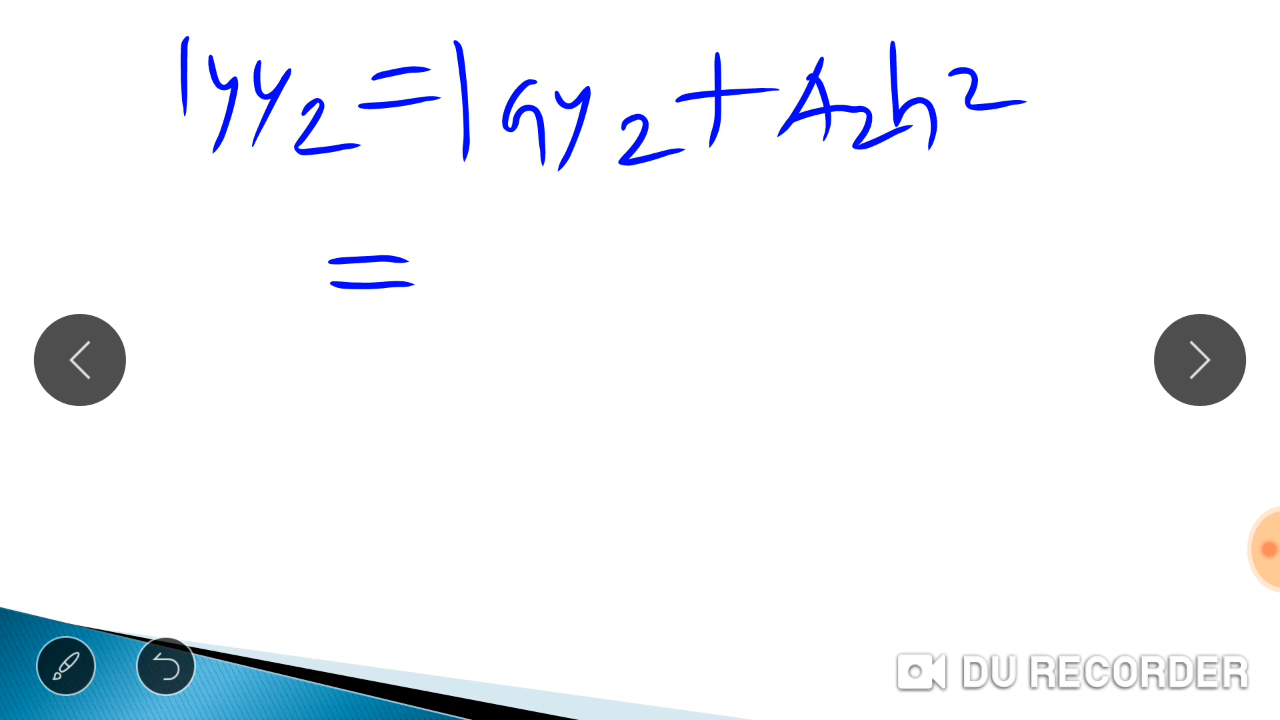 Iyy2 = IGy2 + A2h2
=
DU RECORDER